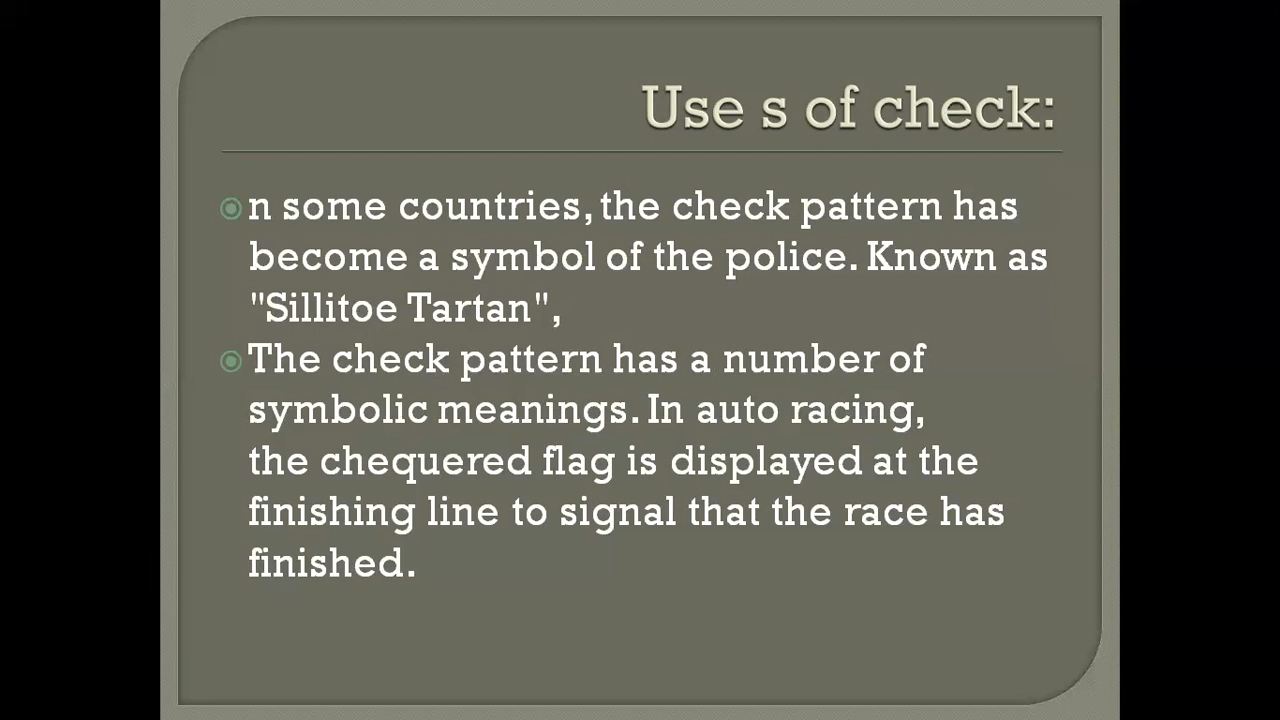 Use s of check:
n some countries, the check pattern has
become a symbol of the police. Known as
"Sillitoe Tartan",
The check pattern has a number of
symbolic meanings. In auto racing,
the chequered flag is displayed at the
finishing line to signal that the race has
finished.